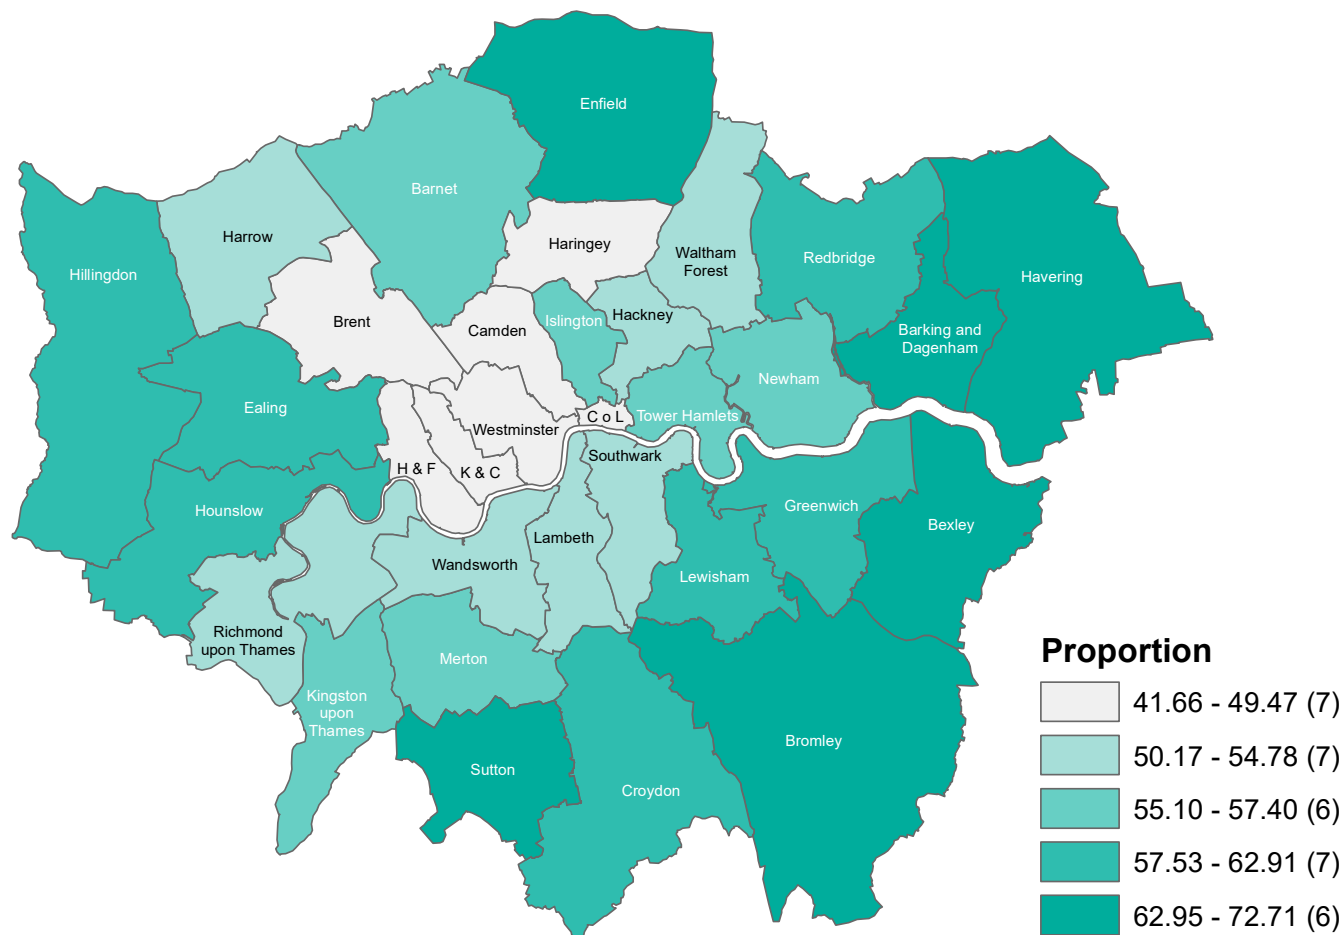 Enfield
Barnet
Harrow
Haringey
Waltham
Forest
Redbridge
Hillingdon
Havering
Brent
Camden
Islington
Hackney
Barking and
Dagenham
Newham
Ealing
Tower Hamlets
C o L
Westminster
Southwark
H & F
K & C
Hounslow
Greenwich
Bexley
Lambeth
Wandsworth
Lewisham
Richmond
upon Thames
Merton
Kingston
upon
Thames
Bromley
Sutton
Croydon
Proportion
41.66 - 49.47 (7)
50.17 - 54.78 (7)
55.10 - 57.40 (6)
57.53 - 62.91 (7)
62.95 - 72.71 (6)